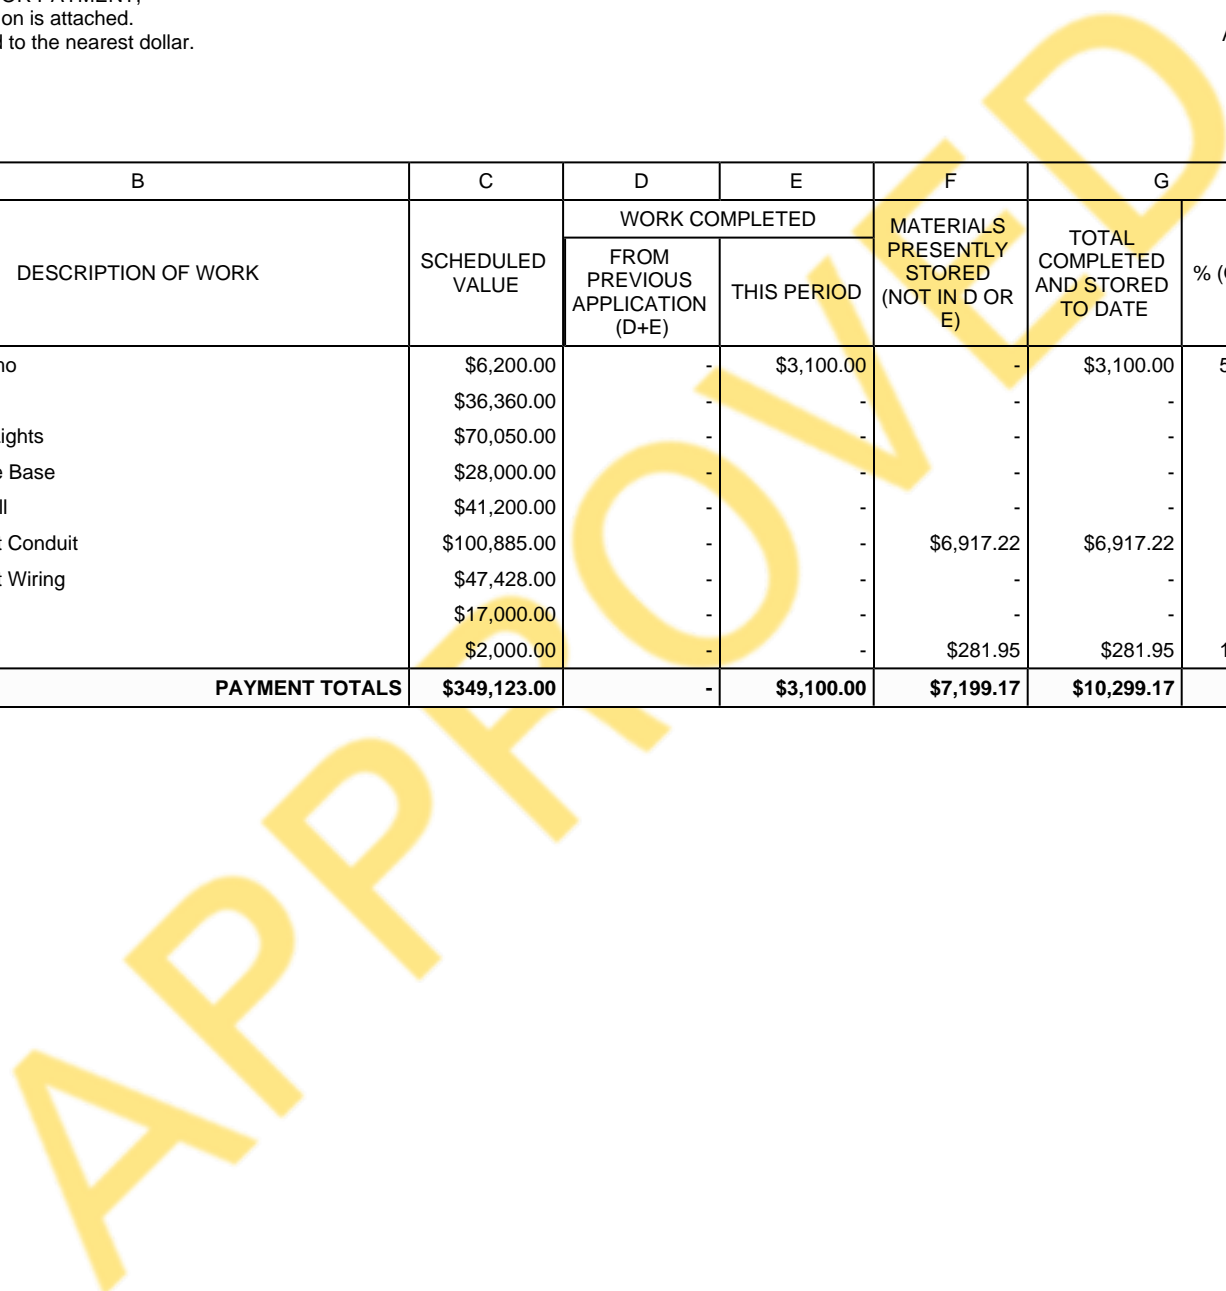 on is attached.
to the nearest dollar.
B C D E F G
DESCRIPTION OF WORK
SCHEDULED VALUE
WORK COMPLETED
FROM PREVIOUS APPLICATION (D+E)
THIS PERIOD
MATERIALS PRESENTLY STORED (NOT IN D OR E)
TOTAL COMPLETED AND STORED TO DATE
% (
no $6,200.00 - $3,100.00 - $3,100.00 5
$36,360.00 - - - -
ights $70,050.00 - - - -
Base $28,000.00 - - - -
ll $41,200.00 - - - -
t Conduit $100,885.00 - - $6,917.22 $6,917.22
t Wiring $47,428.00 - - - -
$17,000.00 - - - -
$2,000.00 - - $281.95 $281.95 1
PAYMENT TOTALS $349,123.00 - $3,100.00 $7,199.17 $10,299.17
APPROVED